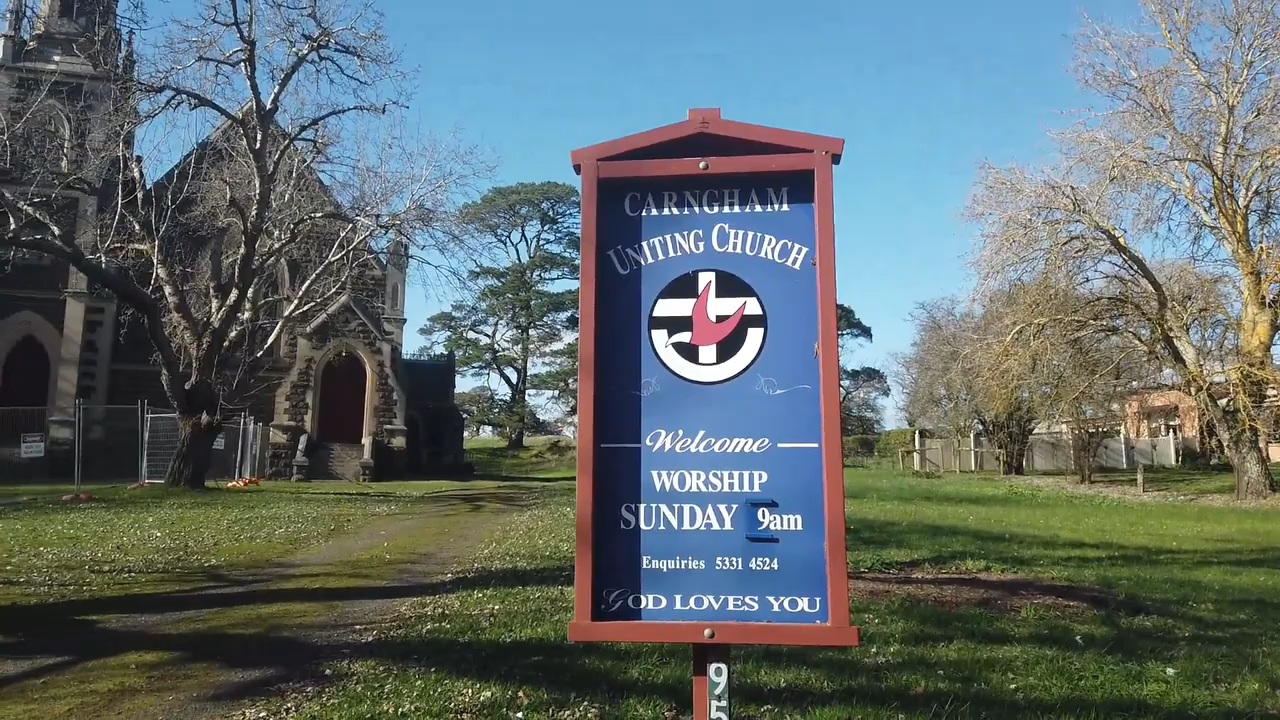 CARNGHAM
UNITING CHURCH
Welcome
WORSHIP
SUNDAY 9am
Enquiries 5331 4524
GOD LOVES YOU
95